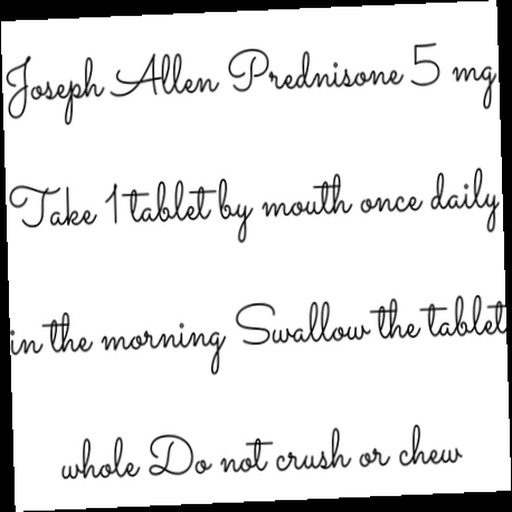 Joseph Allen Prednisone 5 mg
Take 1 tablet by mouth once daily
in the morning Swallow the tablet
whole Do not crush or chew